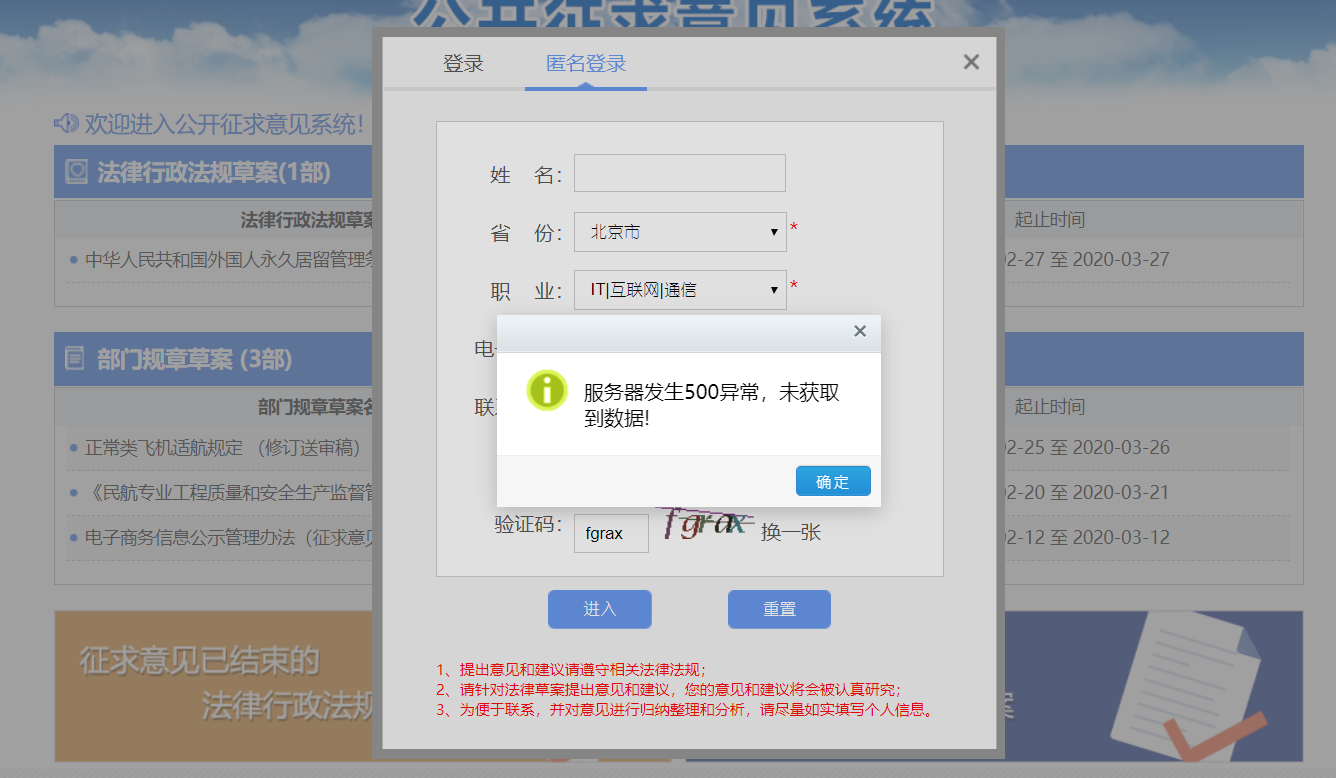 公开征求意见系统
登录 匿名登录
欢迎进入公开征求意见系统!
法律行政法规草案(1部)
姓 名:
法律行政法规草案
起止时间
省 份: 北京市 *
中华人民共和国外国人永久居留管理条
2-27 至 2020-03-27
职 业: IT|互联网|通信 *
部门规章草案 (3部)
电
服务器发生500异常，未获取
到数据!
部门规章草案名
联
起止时间
正常类飞机适航规定 （修订送审稿）
02-25 至 2020-03-26
确定
《民航专业工程质量和安全生产监督管
02-20 至 2020-03-21
验证码: fgrax fgrax 换一张
电子商务信息公示管理办法（征求意见
02-12 至 2020-03-12
进入 重置
征求意见已结束的
法律行政法规
案
1、提出意见和建议请遵守相关法律法规;
2、请针对法律草案提出意见和建议，您的意见和建议将会被认真研究;
3、为便于联系，并对意见进行归纳整理和分析，请尽量如实填写个人信息。